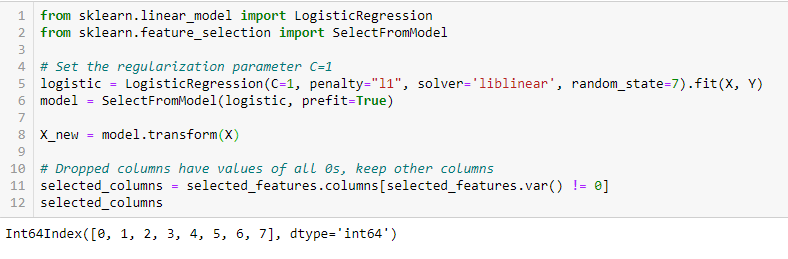 1 from sklearn.linear_model import LogisticRegression
2 from sklearn.feature_selection import SelectFromModel
3
4 # Set the regularization parameter C=1
5 logistic = LogisticRegression(C=1, penalty="l1", solver='liblinear', random_state=7).fit(X, Y)
6 model = SelectFromModel(logistic, prefit=True)
7
8 X_new = model.transform(X)
9
10 # Dropped columns have values of all 0s, keep other columns
11 selected_columns = selected_features.columns[selected_features.var() != 0]
12 selected_columns
Int64Index([0, 1, 2, 3, 4, 5, 6, 7], dtype='int64')